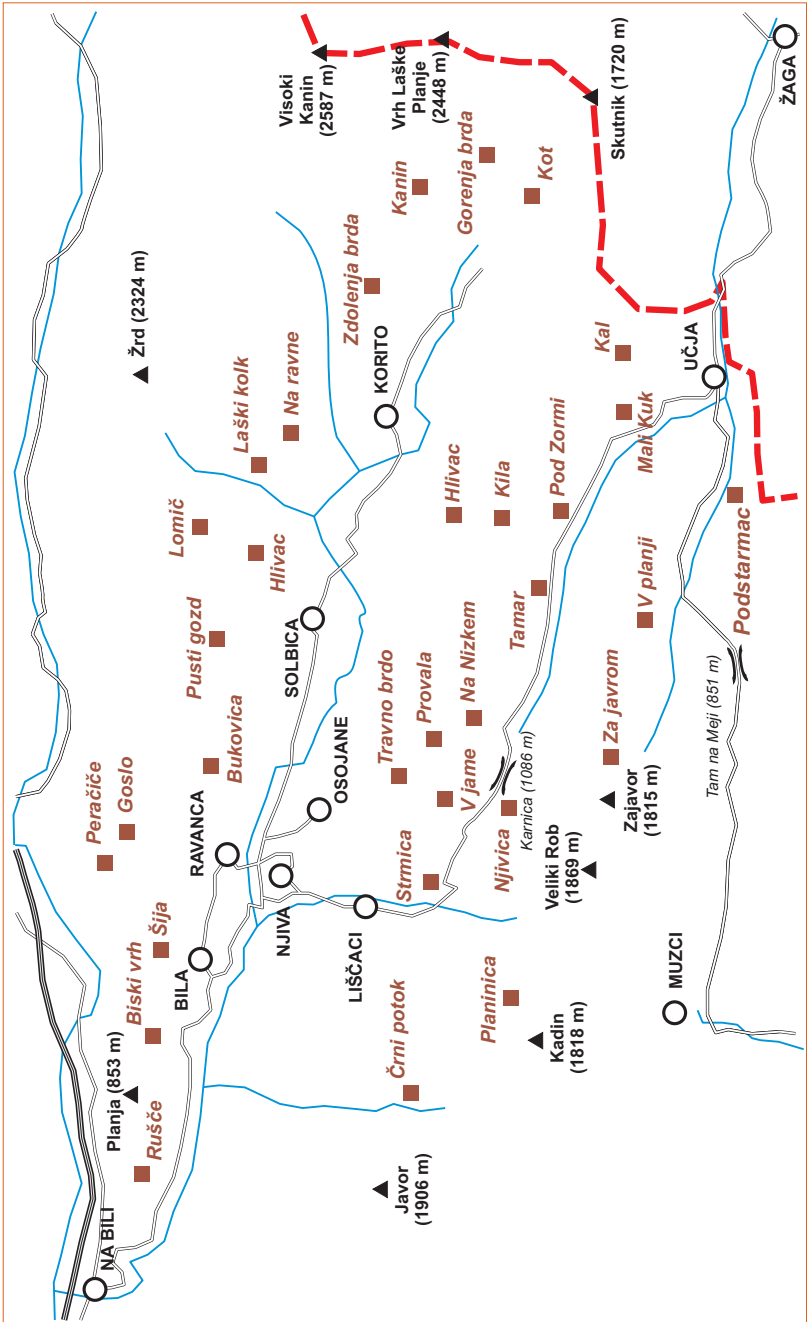 NA BILI
Rušče
Planja (853 m)
Biski vrh
Šija
BILA
Peračiče
Goslo
RAVANCA
Bukovica
Pusti gozd
Lomič
Hlivac
Laški kolk
Na ravne
Žrd (2324 m)
Visoki
Kanin
(2587 m)
Vrh Laške
Planje
(2448 m)
Kanin
Gorenja brda
Kot
Skutnik (1720 m)
Zdolenja brda
KORITO
SOLBICA
OSOJANE
NJIVA
LIŠČACI
Strmica
Travno brdo
Provala
V jame
Na Nizkem
Hlivac
Kila
Pod Zormi
Tamar
Njivica
Karnica (1086 m)
Črni potok
Javor
(1906 m)
Planinica
Kadin
(1818 m)
Veliki Rob
(1869 m)
Zajavor
(1815 m)
Za javrom
V planji
Mali Kuk
Kal
UČJA
ŽAGA
Podstarmac
Tam na Meji (851 m)
MUZCI